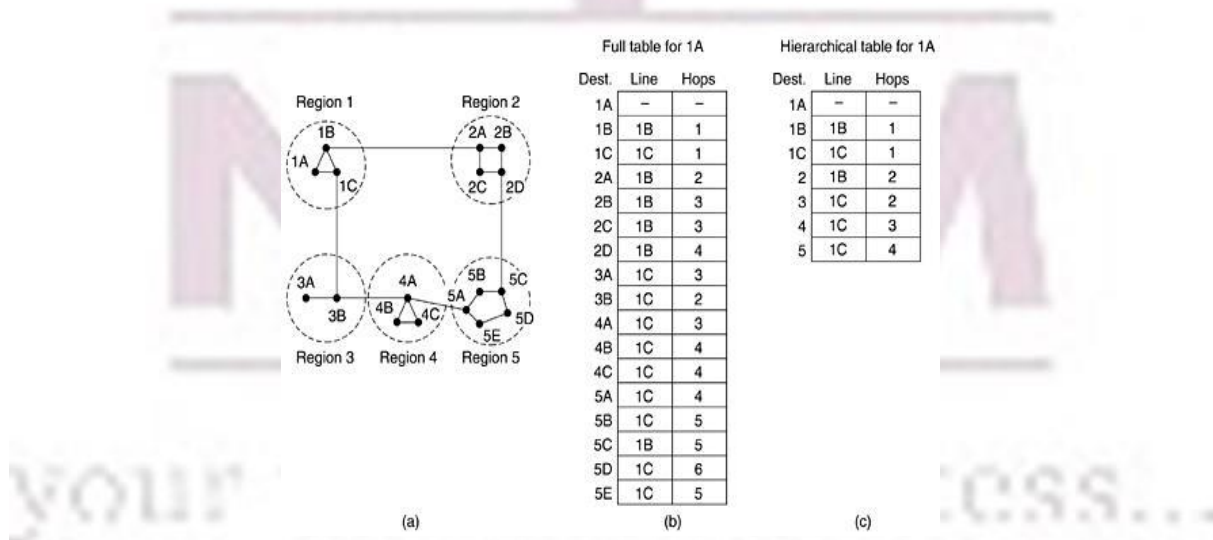 Full table for 1A
Hierarchical table for 1A
Dest. Line Hops
Dest. Line Hops
Region 1
Region 2
1B
1A
1C
2A 2B
2C 2D
3A
3B
4A
4B 4C
5B 5C
5A
5D
5E
Region 3
Region 4
Region 5
1A – –
1B 1B 1
1C 1C 1
2A 1B 2
2B 1B 3
2C 1B 3
2D 1B 4
3A 1C 3
3B 1C 2
4A 1C 3
4B 1C 4
4C 1C 4
5A 1C 4
5B 1C 5
5C 1B 5
5D 1C 6
5E 1C 5
1A – –
1B 1B 1
1C 1C 1
2 1B 2
3 1C 2
4 1C 3
5 1C 4
(a)
(b)
(c)
your